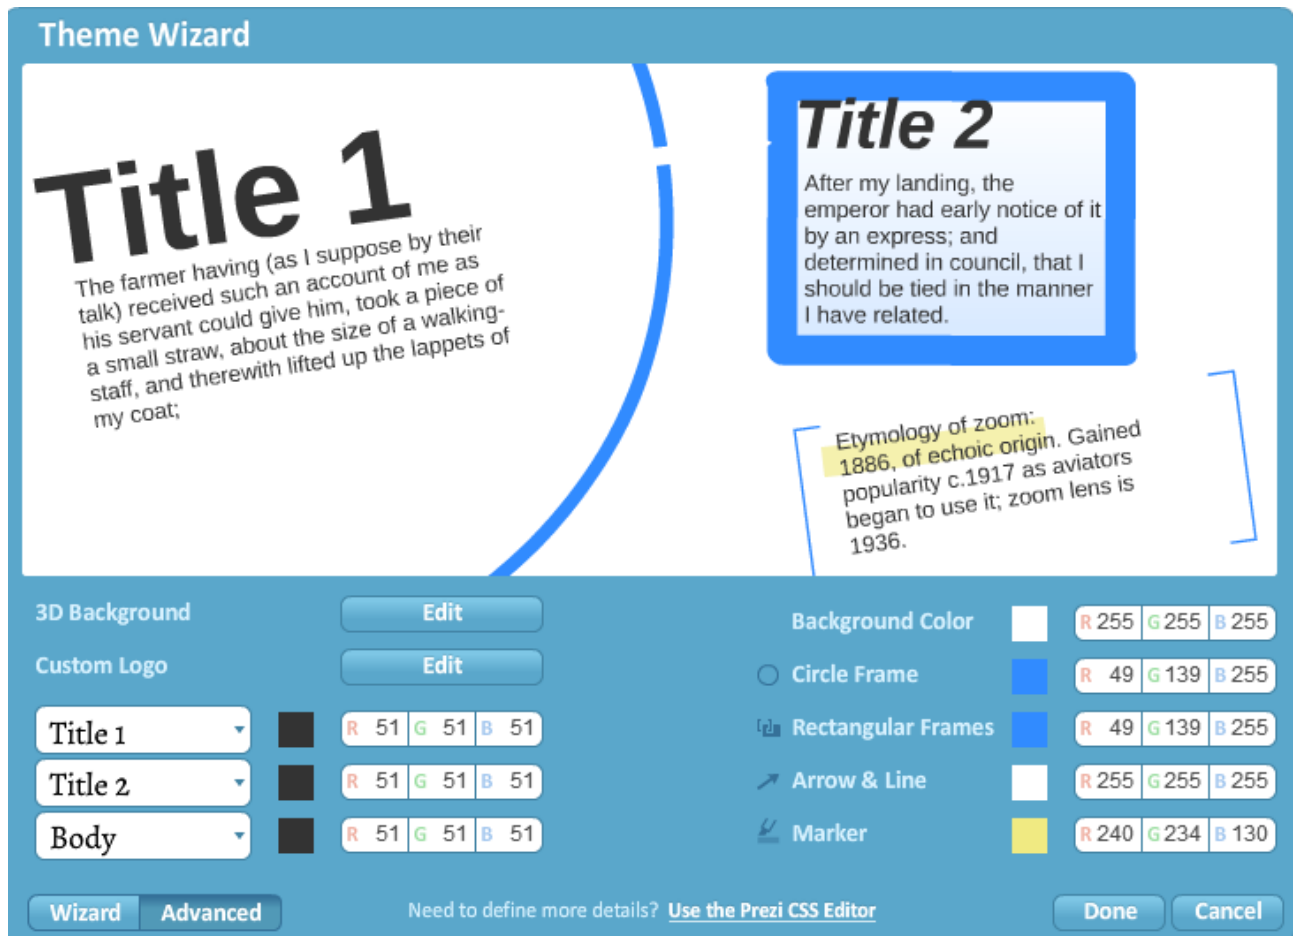 Theme Wizard
Title 1
The farmer having (as I suppose by their
talk) received such an account of me as
his servant could give him, took a piece of
a small straw, about the size of a walking-
staff, and therewith lifted up the lappets of
my coat;
Title 2
After my landing, the
emperor had early notice of it
by an express; and
determined in council, that I
should be tied in the manner
I have related.
Etymology of zoom:
1886, of echoic origin. Gained
popularity c.1917 as aviators
began to use it; zoom lens is
1936.
3D Background Edit
Custom Logo Edit
Title 1 R 51 G 51 B 51
Title 2 R 51 G 51 B 51
Body R 51 G 51 B 51
Background Color R 255 G 255 B 255
Circle Frame R 49 G 139 B 255
Rectangular Frames R 49 G 139 B 255
Arrow & Line R 255 G 255 B 255
Marker R 240 G 234 B 130
Wizard Advanced Need to define more details? Use the Prezi CSS Editor Done Cancel